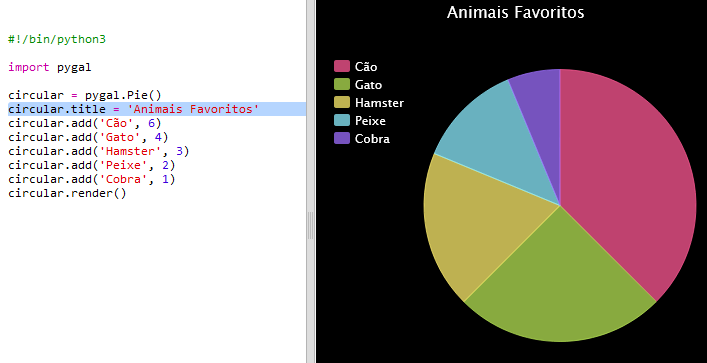 #!/bin/python3
import pygal
circular = pygal.Pie()
circular.title = 'Animais Favoritos'
circular.add('Cão', 6)
circular.add('Gato', 4)
circular.add('Hamster', 3)
circular.add('Peixe', 2)
circular.add('Cobra', 1)
circular.render()
Animais Favoritos
Cão
Gato
Hamster
Peixe
Cobra